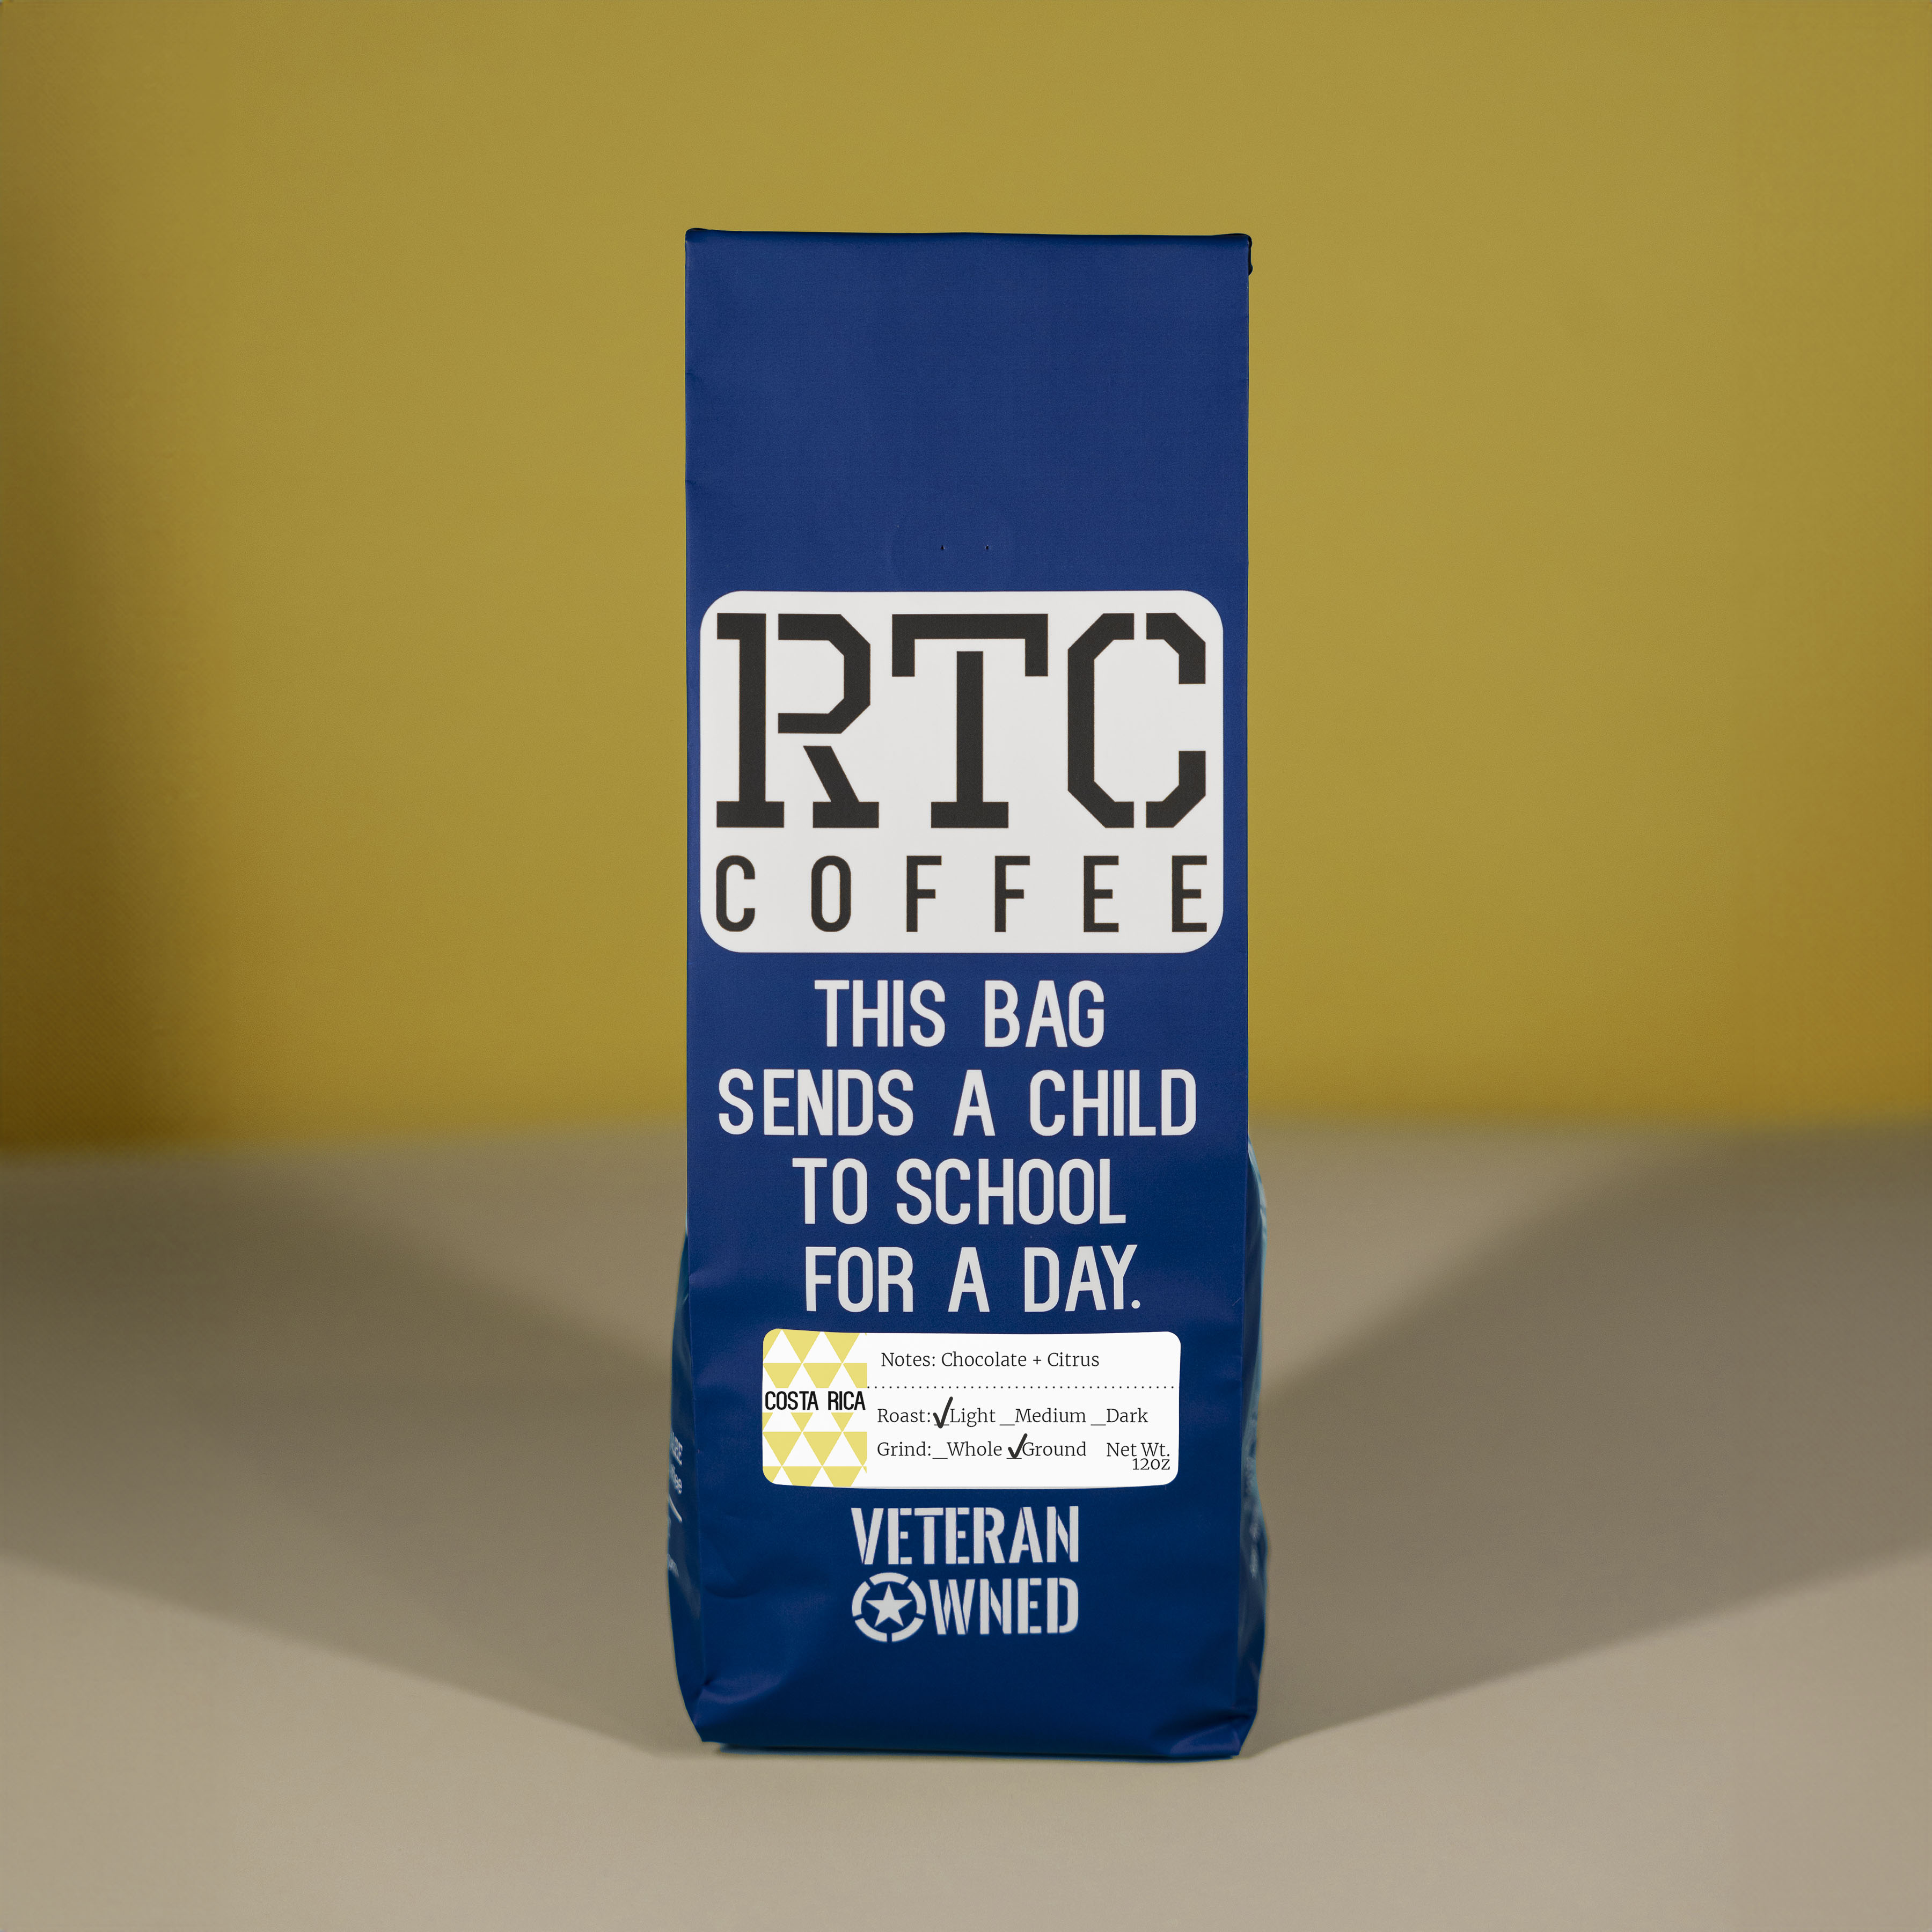 RTC
COFFEE
THIS BAG
SENDS A CHILD
TO SCHOOL
FOR A DAY.
COSTA RICA
Notes: Chocolate + Citrus
Roast: ✓Light _Medium _Dark
Grind: _Whole ✓Ground Net Wt.
12oz
VETERAN
OWNED